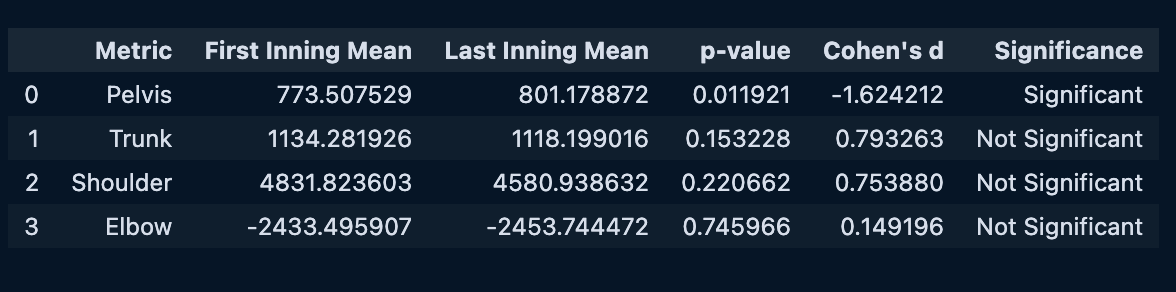 Metric First Inning Mean Last Inning Mean p-value Cohen's d Significance
0 Pelvis 773.507529 801.178872 0.011921 -1.624212 Significant
1 Trunk 1134.281926 1118.199016 0.153228 0.793263 Not Significant
2 Shoulder 4831.823603 4580.938632 0.220662 0.753880 Not Significant
3 Elbow -2433.495907 -2453.744472 0.745966 0.149196 Not Significant